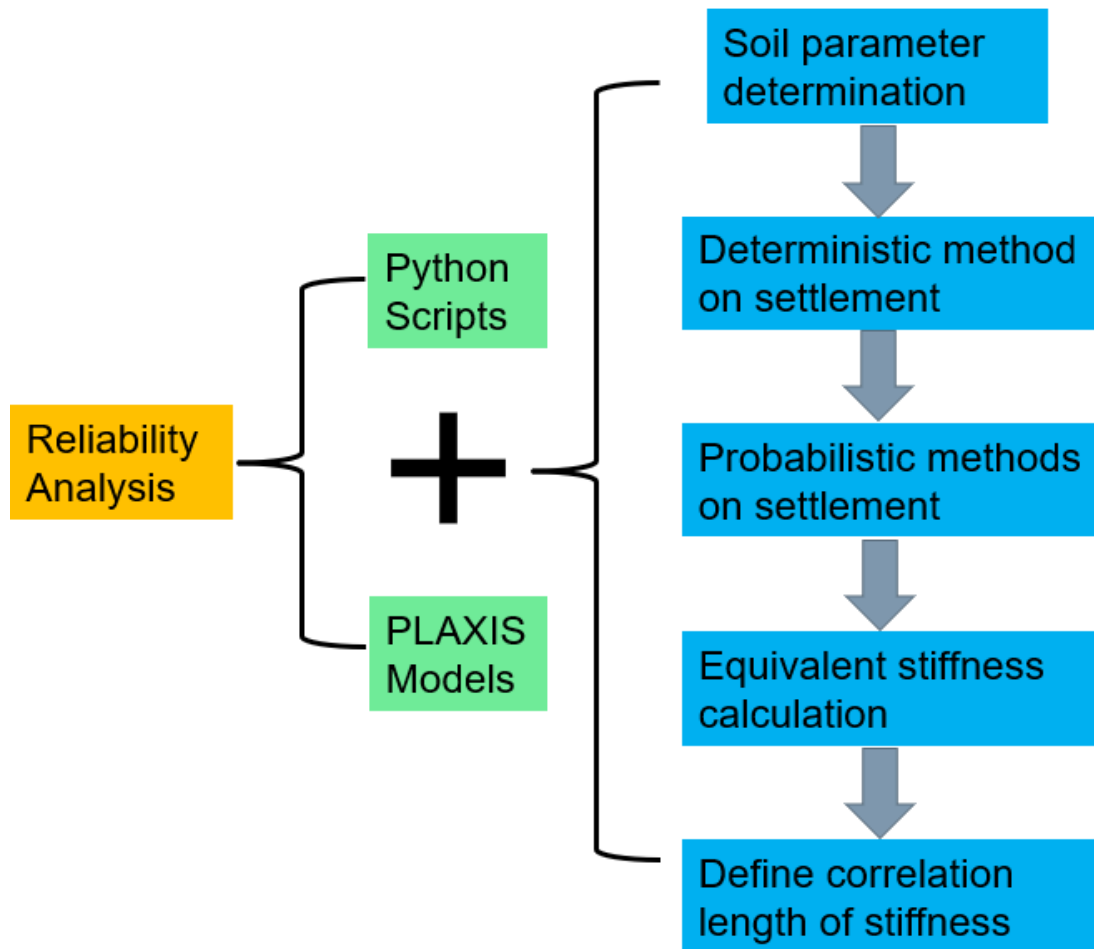 Reliability
Analysis
Python
Scripts
+
PLAXIS
Models
Soil parameter
determination
Deterministic method
on settlement
Probabilistic methods
on settlement
Equivalent stiffness
calculation
Define correlation
length of stiffness